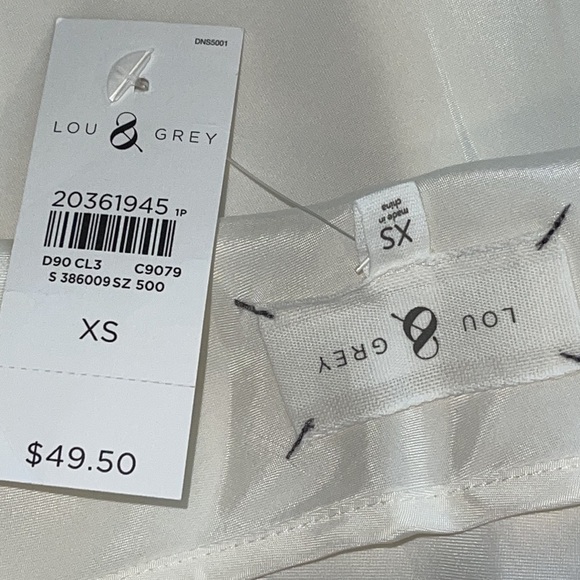 DNS5001
LOU & GREY
20361945 1P
D90 CL3 C9079
S 386009 SZ 500
XS
$49.50
XS
made in
china
LOU & GREY